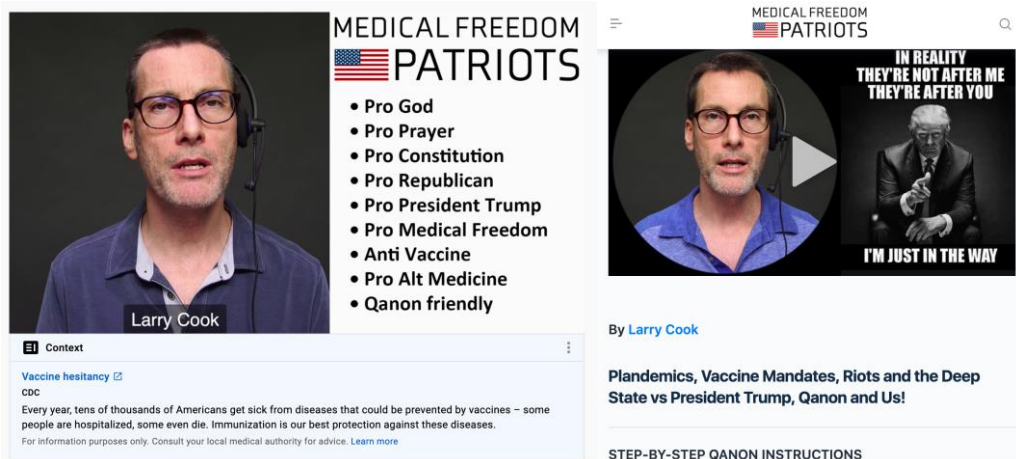 MEDICAL FREEDOM
PATRIOTS
• Pro God
• Pro Prayer
• Pro Constitution
• Pro Republican
• Pro President Trump
• Pro Medical Freedom
• Anti Vaccine
• Pro Alt Medicine
• Qanon friendly
Larry Cook
Context
Vaccine hesitancy
CDC
Every year, tens of thousands of Americans get sick from diseases that could be prevented by vaccines – some
people are hospitalized, some even die. Immunization is our best protection against these diseases.
For information purposes only. Consult your local medical authority for advice. Learn more
MEDICAL FREEDOM
PATRIOTS
IN REALITY
THEY'RE NOT AFTER ME
THEY'RE AFTER YOU
I'M JUST IN THE WAY
By Larry Cook
Plandemics, Vaccine Mandates, Riots and the Deep
State vs President Trump, Qanon and Us!
STEP-BY-STEP QANON INSTRUCTIONS